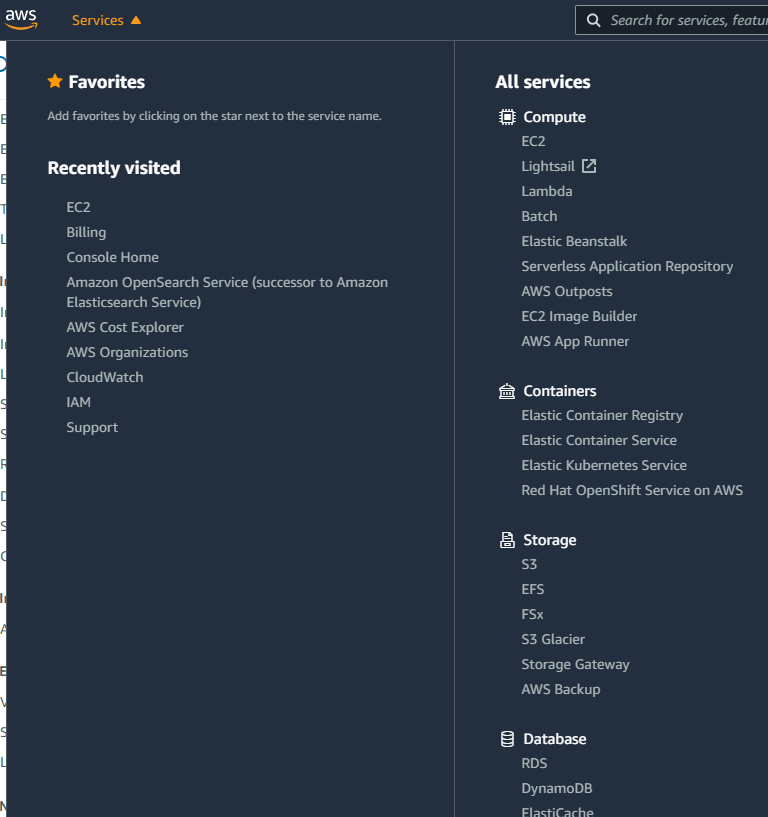 aws
Services
Search for services, featu
Favorites
Add favorites by clicking on the star next to the service name.
Recently visited
EC2
Billing
Console Home
Amazon OpenSearch Service (successor to Amazon
Elasticsearch Service)
AWS Cost Explorer
AWS Organizations
CloudWatch
IAM
Support
All services
Compute
EC2
Lightsail
Lambda
Batch
Elastic Beanstalk
Serverless Application Repository
AWS Outposts
EC2 Image Builder
AWS App Runner
Containers
Elastic Container Registry
Elastic Container Service
Elastic Kubernetes Service
Red Hat OpenShift Service on AWS
Storage
S3
EFS
FSx
S3 Glacier
Storage Gateway
AWS Backup
Database
RDS
DynamoDB
ElastiCache